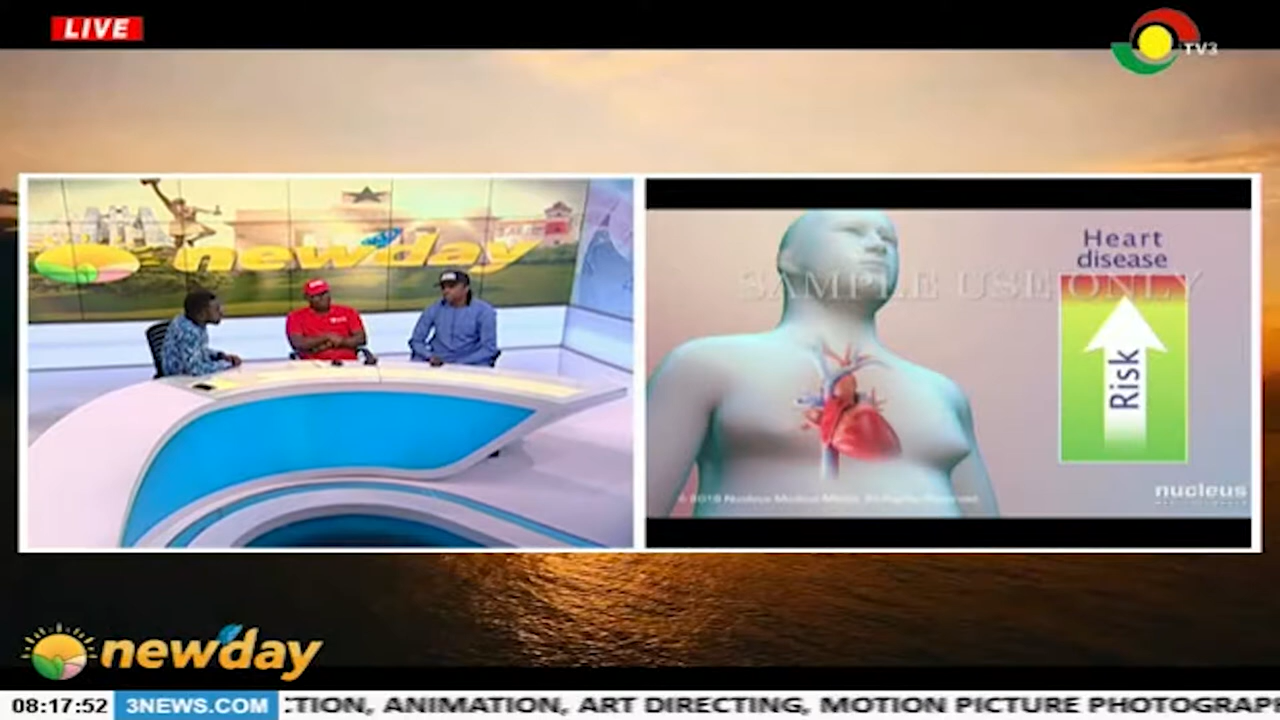 LIVE
TV3
newday
Heart
disease
SAMPLE USE ONLY
Risk
nucleus
newday
08:17:52 3NEWS.COM :TION, ANIMATION, ART DIRECTING, MOTION PICTURE PHOTOGRAP